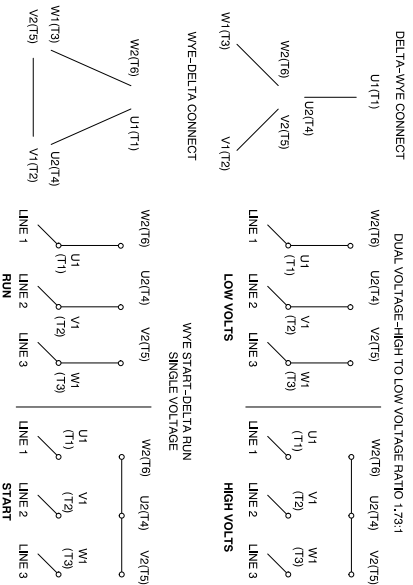 DELTA-WYE CONNECT
U1(T1)
U2(T4)
W2(T6) V2(T5)
W1(T3) V1(T2)
DUAL VOLTAGE-HIGH TO LOW VOLTAGE RATIO 1.73:1
W2(T6) U2(T4) V2(T5)
U1 V1 W1
(T1) (T2) (T3)
LINE 1 LINE 2 LINE 3
LOW VOLTS
W2(T6) U2(T4) V2(T5)
U1 V1 W1
(T1) (T2) (T3)
LINE 1 LINE 2 LINE 3
HIGH VOLTS
WYE-DELTA CONNECT
W2(T6) U1(T1)
W1(T3) U2(T4)
V2(T5) V1(T2)
WYE START-DELTA RUN
SINGLE VOLTAGE
W2(T6) U2(T4) V2(T5)
U1 V1 W1
(T1) (T2) (T3)
LINE 1 LINE 2 LINE 3
RUN
W2(T6) U2(T4) V2(T5)
U1 V1 W1
(T1) (T2) (T3)
LINE 1 LINE 2 LINE 3
START